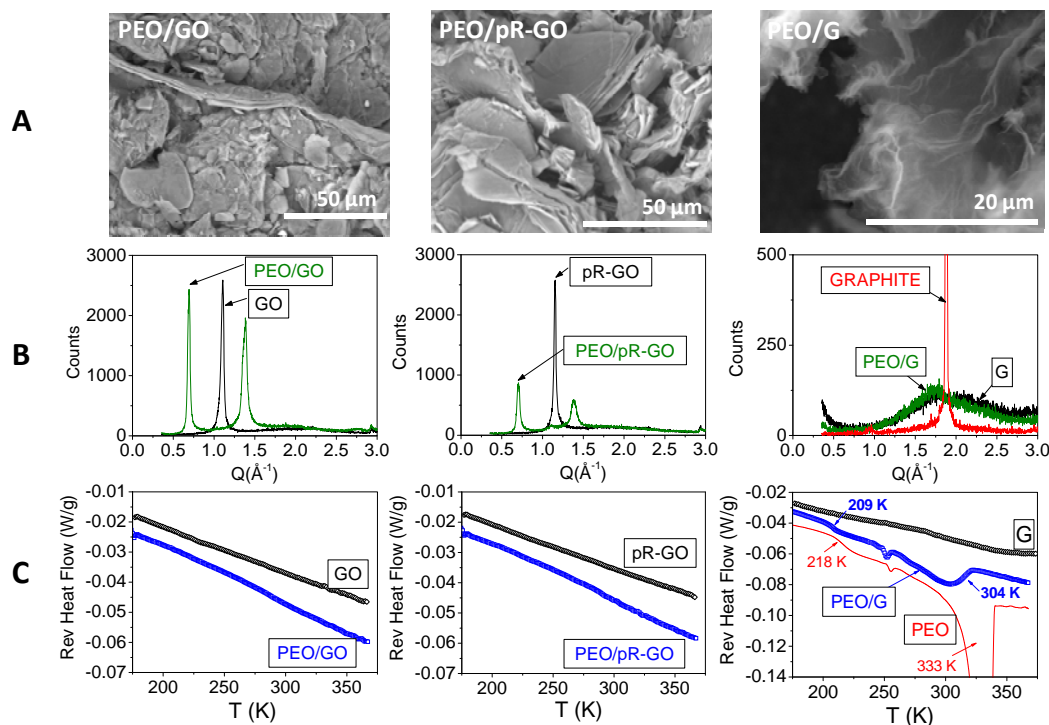 PEO/GO
PEO/pR-GO
PEO/G
A
50 µm
50 µm
20 µm
B
3000
2000
1000
0
Counts
PEO/GO
GO
0.0 0.5 1.0 1.5 2.0 2.5 3.0
Q(Å-1)
3000
2000
1000
0
Counts
pR-GO
PEO/pR-GO
0.0 0.5 1.0 1.5 2.0 2.5 3.0
Q(Å-1)
500
250
0
Counts
GRAPHITE
PEO/G
G
0.0 0.5 1.0 1.5 2.0 2.5 3.0
Q(Å-1)
C
-0.01
-0.02
-0.03
-0.04
-0.05
-0.06
-0.07
Rev Heat Flow (W/g)
GO
PEO/GO
200 250 300 350
T (K)
-0.01
-0.02
-0.03
-0.04
-0.05
-0.06
-0.07
Rev Heat Flow (W/g)
pR-GO
PEO/pR-GO
200 250 300 350
T (K)
-0.02
-0.04
-0.06
-0.08
-0.10
-0.12
-0.14
Rev Heat Flow (W/g)
209 K
G
218 K
PEO/G
304 K
PEO
333 K
200 250 300 350
T (K)